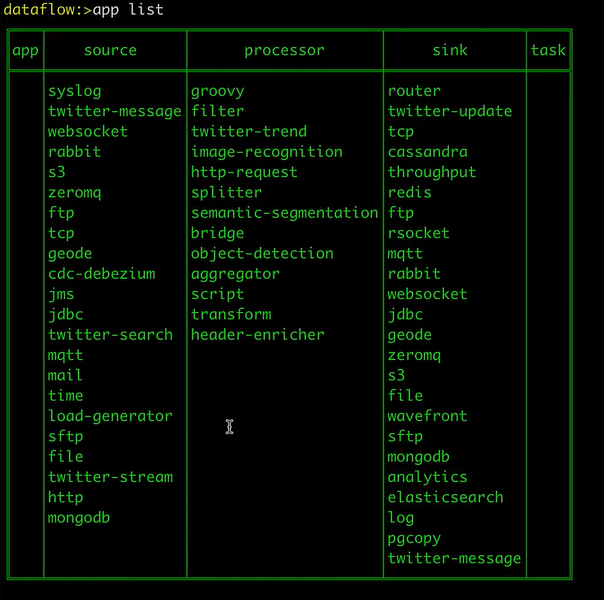 dataflow:>app list
app source processor sink task
syslog groovy router
twitter-message filter twitter-update
websocket twitter-trend tcp
rabbit image-recognition cassandra
s3 http-request throughput
zeromq splitter redis
ftp semantic-segmentation ftp
tcp bridge rsocket
geode object-detection mqtt
cdc-debezium aggregator rabbit
jms script websocket
jdbc transform jdbc
twitter-search header-enricher geode
mqtt zeromq
mail s3
time file
load-generator wavefront
sftp sftp
file mongodb
twitter-stream analytics
http elasticsearch
mongodb log
pgcopy
twitter-message